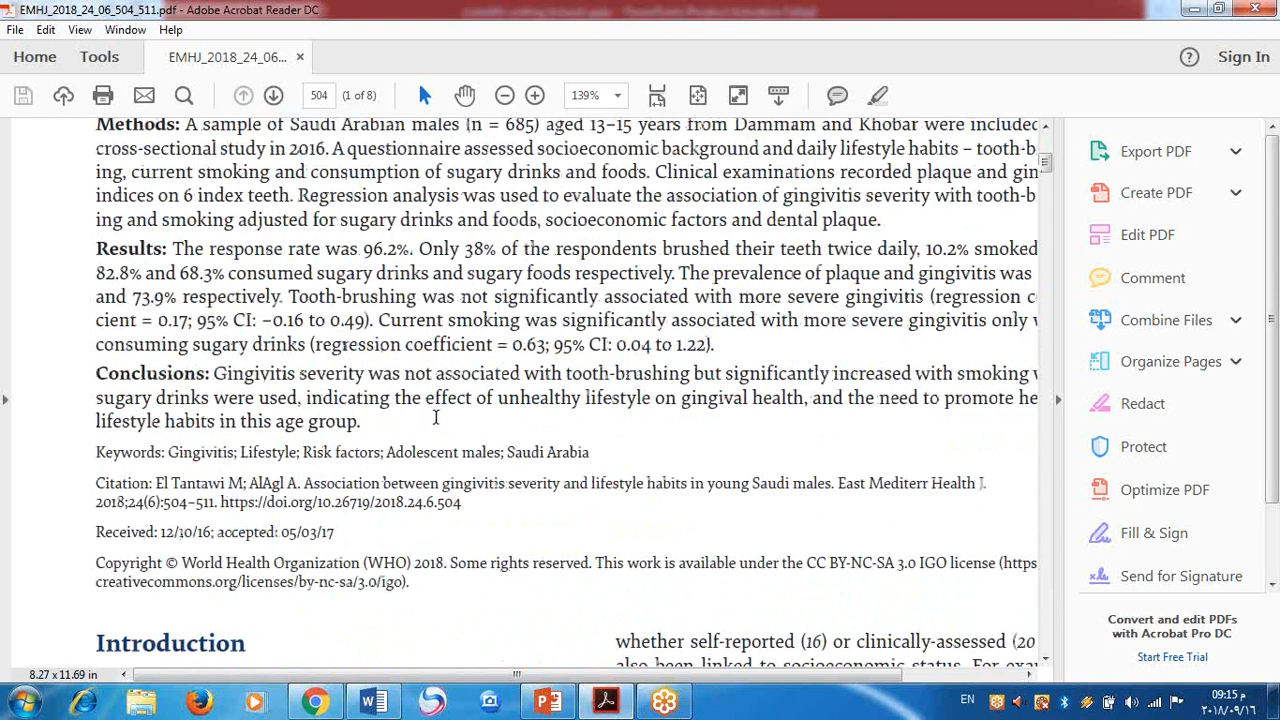 EMHJ_2018_24_06_504_511.pdf - Adobe Acrobat Reader DC
File Edit View Window Help
Home Tools EMHJ_2018_24_06... × Sign In
504 (1 of 8) 139%
Methods: A sample of Saudi Arabian males (n = 685) aged 13–15 years from Dammam and Khobar were included
cross-sectional study in 2016. A questionnaire assessed socioeconomic background and daily lifestyle habits – tooth-b
ing, current smoking and consumption of sugary drinks and foods. Clinical examinations recorded plaque and gin
indices on 6 index teeth. Regression analysis was used to evaluate the association of gingivitis severity with tooth-b
ing and smoking adjusted for sugary drinks and foods, socioeconomic factors and dental plaque.
Results: The response rate was 96.2%. Only 38% of the respondents brushed their teeth twice daily, 10.2% smoked
82.8% and 68.3% consumed sugary drinks and sugary foods respectively. The prevalence of plaque and gingivitis was
and 73.9% respectively. Tooth-brushing was not significantly associated with more severe gingivitis (regression c
cient = 0.17; 95% CI: −0.16 to 0.49). Current smoking was significantly associated with more severe gingivitis only w
consuming sugary drinks (regression coefficient = 0.63; 95% CI: 0.04 to 1.22).
Conclusions: Gingivitis severity was not associated with tooth-brushing but significantly increased with smoking w
sugary drinks were used, indicating the effect of unhealthy lifestyle on gingival health, and the need to promote he
lifestyle habits in this age group.
Keywords: Gingivitis; Lifestyle; Risk factors; Adolescent males; Saudi Arabia
Citation: El Tantawi M; AlAgl A. Association between gingivitis severity and lifestyle habits in young Saudi males. East Mediterr Health J.
2018;24(6):504–511. https://doi.org/10.26719/2018.24.6.504
Received: 12/10/16; accepted: 05/03/17
Copyright © World Health Organization (WHO) 2018. Some rights reserved. This work is available under the CC BY-NC-SA 3.0 IGO license (https
creativecommons.org/licenses/by-nc-sa/3.0/igo).
Introduction
whether self-reported (16) or clinically-assessed (20
also been linked to socioeconomic status. For exa
8.27 x 11.69 in
Export PDF
Create PDF
Edit PDF
Comment
Combine Files
Organize Pages
Redact
Protect
Optimize PDF
Fill & Sign
Send for Signature
Convert and edit PDFs
with Acrobat Pro DC
Start Free Trial
EN
09:15 م
٢٠١٨/٠٩/١٦